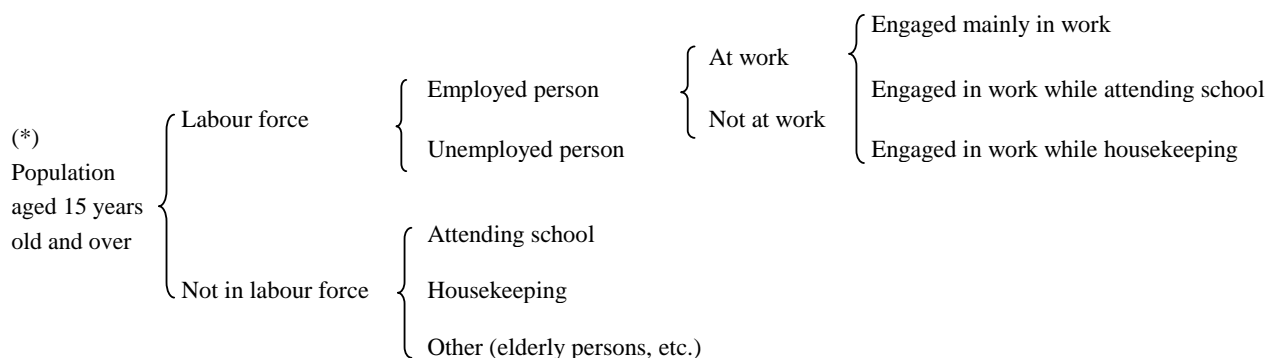 (*)
Population
aged 15 years
old and over
Labour force
Employed person
At work
Engaged mainly in work
Engaged in work while attending school
Engaged in work while housekeeping
Not at work
Unemployed person
Not in labour force
Attending school
Housekeeping
Other (elderly persons, etc.)